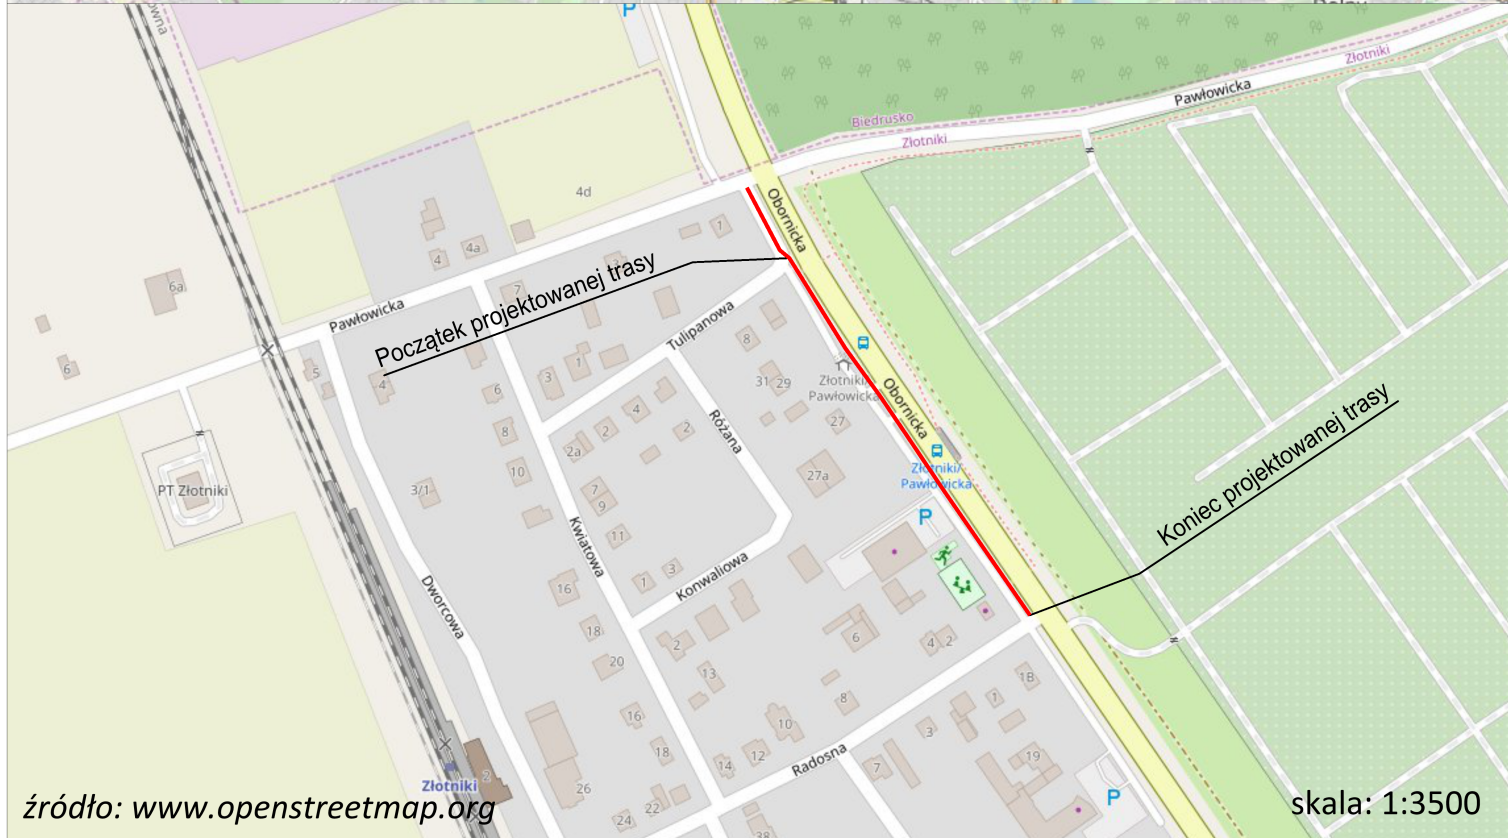 P
Złotniki
Pawłowicka
Biedrusko
Złotniki
4d
Obornicka
1
4a
4
3
7
6a
Początek projektowanej trasy
Pawłowicka
Tulipanowa
8
6
5
4
3
1
31
29
Złotniki/
Pawłowicka
Obornicka
Koniec projektowanej trasy
6
4
2
2
Różana
27
8
2a
10
27a
Złotniki/
Pawłowicka
PT Złotniki
3/1
7
9
P
11
Kwiatowa
Konwaliowa
3
1
16
Dworcowa
18
6
4
2
2
20
13
1B
8
1
16
10
3
18
12
14
Radosna
7
19
Złotniki
2
26
22
24
38
P
źródło: www.openstreetmap.org
skala: 1:3500